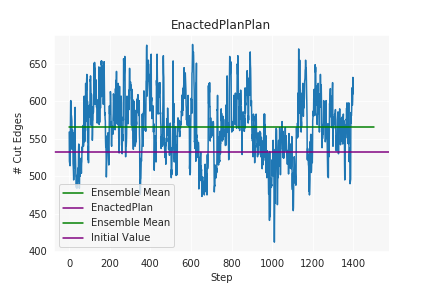 EnactedPlanPlan
650
600
550
500
450
400
# Cut Edges
Ensemble Mean
EnactedPlan
Ensemble Mean
Initial Value
0 200 400 600 800 1000 1200 1400
Step